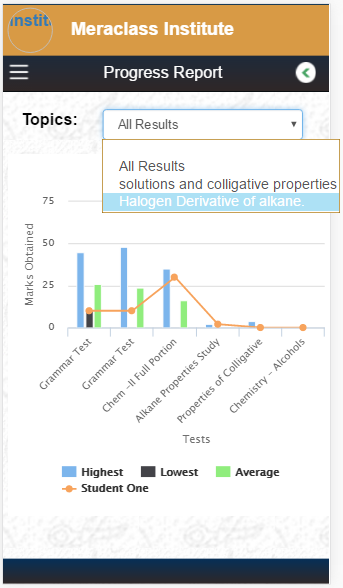 Instit
Meraclass Institute
Progress Report
Topics:
All Results
All Results
solutions and colligative properties
Halogen Derivative of alkane.
75
50
25
0
Marks Obtained
Grammar Test
Grammar Test
Chem -II Full Portion
Alkane Properties Study
Properties of Colligative
Chemistry - Alcohols
Tests
Highest
Lowest
Average
Student One